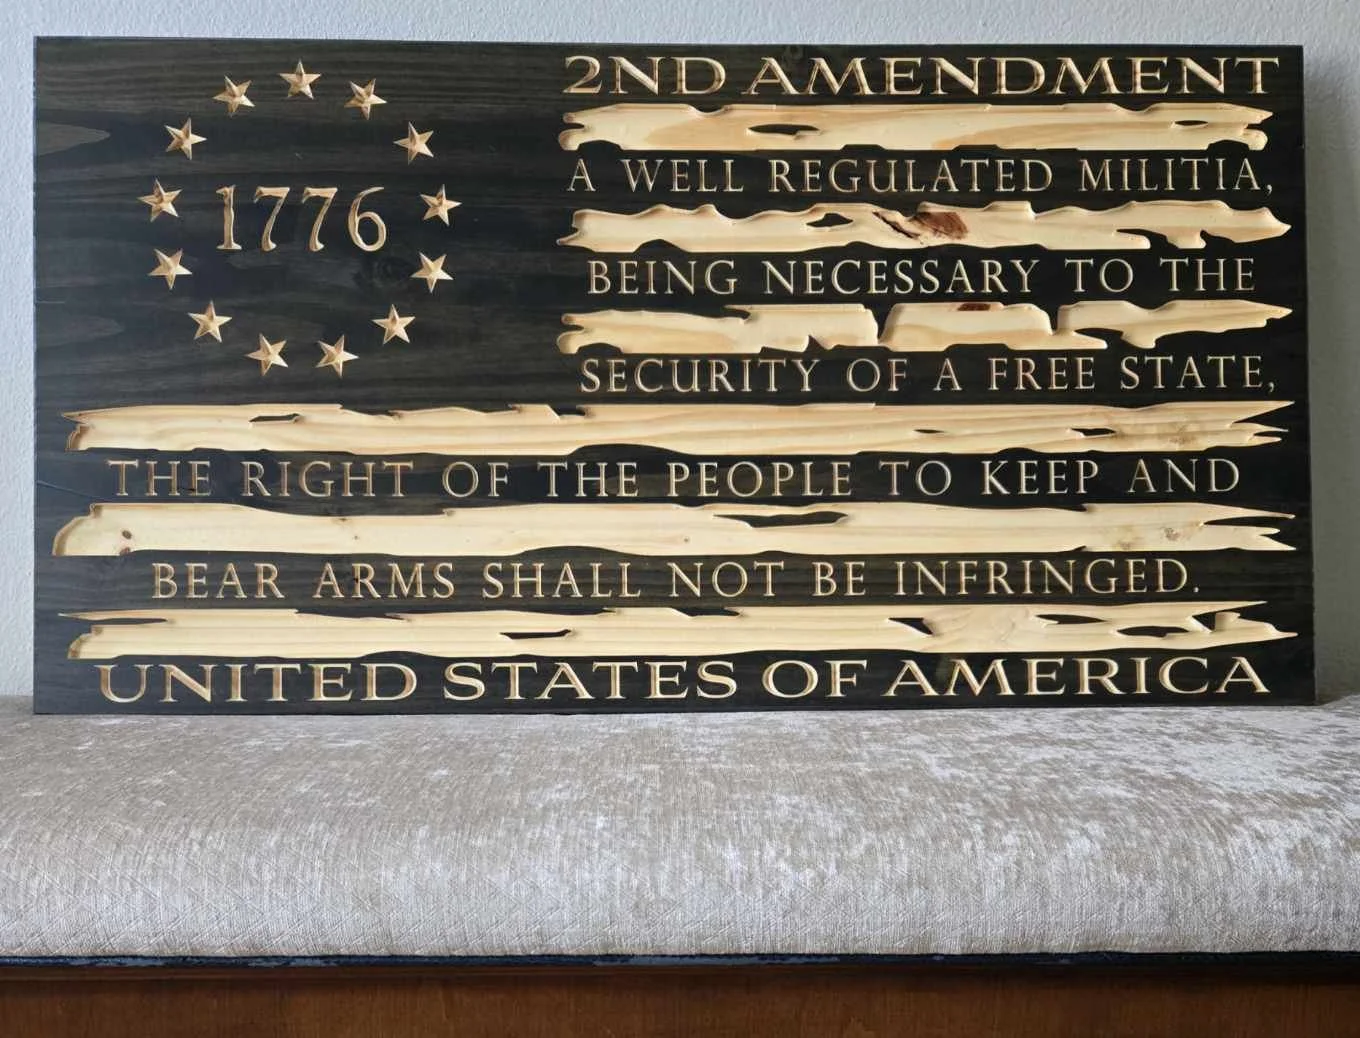 2ND AMENDMENT
A WELL REGULATED MILITIA,
1776
BEING NECESSARY TO THE
SECURITY OF A FREE STATE,
THE RIGHT OF THE PEOPLE TO KEEP AND
BEAR ARMS SHALL NOT BE INFRINGED.
UNITED STATES OF AMERICA